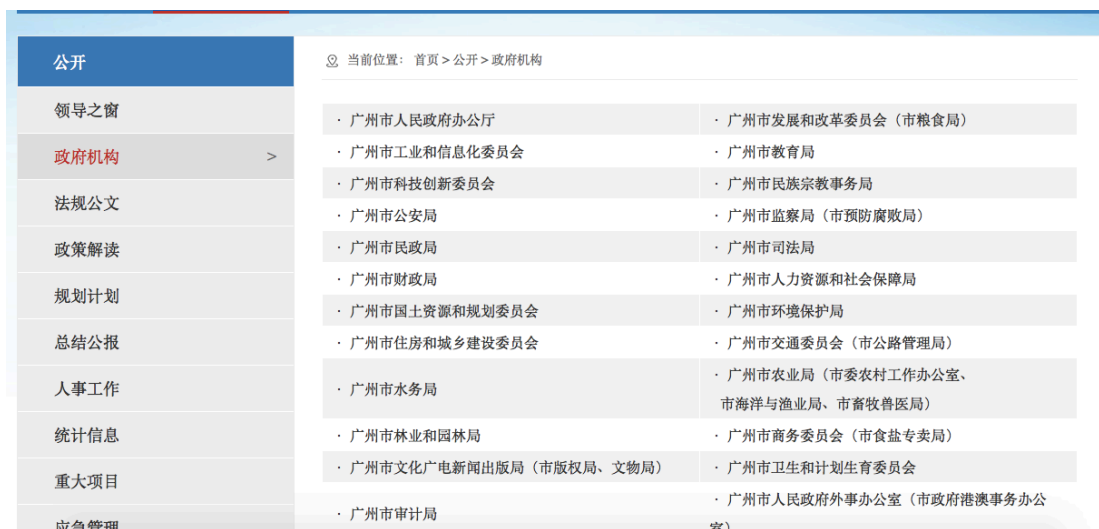 公开
领导之窗
政府机构 >
法规公文
政策解读
规划计划
总结公报
人事工作
统计信息
重大项目
应急管理
当前位置： 首页 > 公开 > 政府机构
· 广州市人民政府办公厅
· 广州市发展和改革委员会（市粮食局）
· 广州市工业和信息化委员会
· 广州市教育局
· 广州市科技创新委员会
· 广州市民族宗教事务局
· 广州市公安局
· 广州市监察局（市预防腐败局）
· 广州市民政局
· 广州市司法局
· 广州市财政局
· 广州市人力资源和社会保障局
· 广州市国土资源和规划委员会
· 广州市环境保护局
· 广州市住房和城乡建设委员会
· 广州市交通委员会（市公路管理局）
· 广州市水务局
· 广州市农业局（市委农村工作办公室、
市海洋与渔业局、市畜牧兽医局）
· 广州市林业和园林局
· 广州市商务委员会（市食盐专卖局）
· 广州市文化广电新闻出版局（市版权局、文物局）
· 广州市卫生和计划生育委员会
· 广州市审计局
· 广州市人民政府外事办公室（市政府港澳事务办公
室）